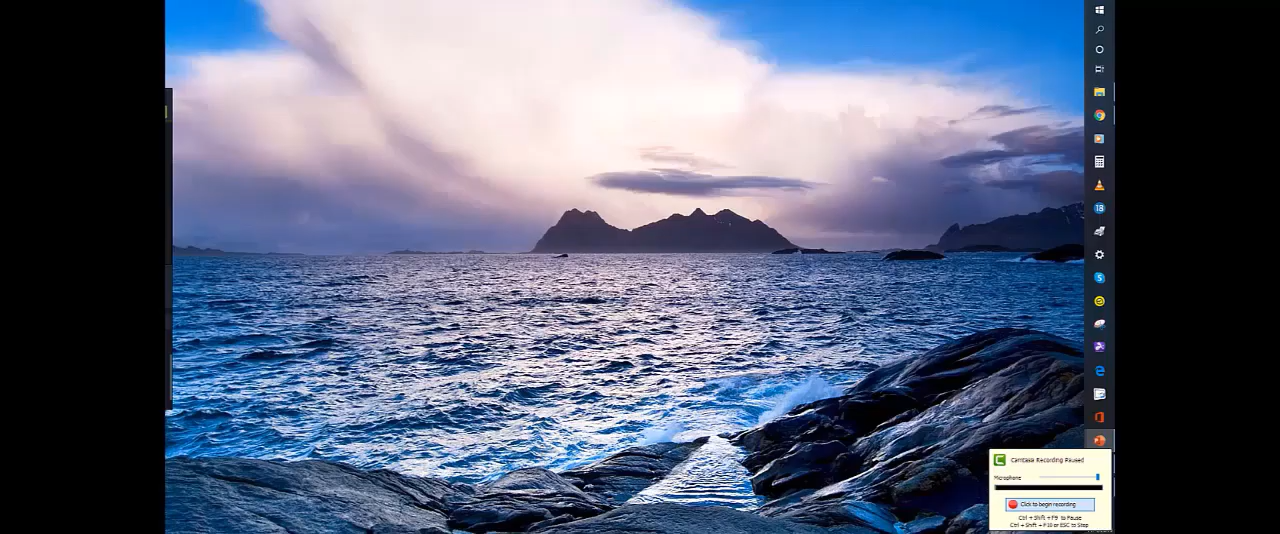 18
Camtasia Recording Paused
Microphone
Click to begin recording
Ctrl + Shift + F9 to Pause
Ctrl + Shift + F10 or ESC to Stop